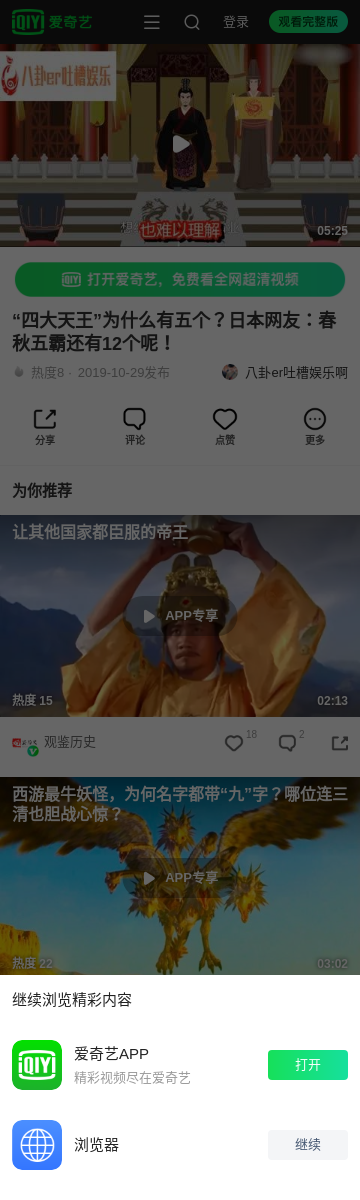 iQIYI 爱奇艺
登录
观看完整版
八卦er吐槽娱乐
也难以理解
05:25
iQIYI 打开爱奇艺，免费看全网超清视频
“四大天王”为什么有五个？日本网友：春
秋五霸还有12个呢！
热度8 · 2019-10-29发布
八卦er吐槽娱乐啊
分享
评论
点赞
更多
为你推荐
让其他国家都臣服的帝王
APP专享
热度 15
02:13
观鉴历史
18
2
西游最牛妖怪，为何名字都带“九”字？哪位连三
清也胆战心惊？
APP专享
热度 22
03:02
继续浏览精彩内容
iQIYI
爱奇艺APP
精彩视频尽在爱奇艺
打开
浏览器
继续